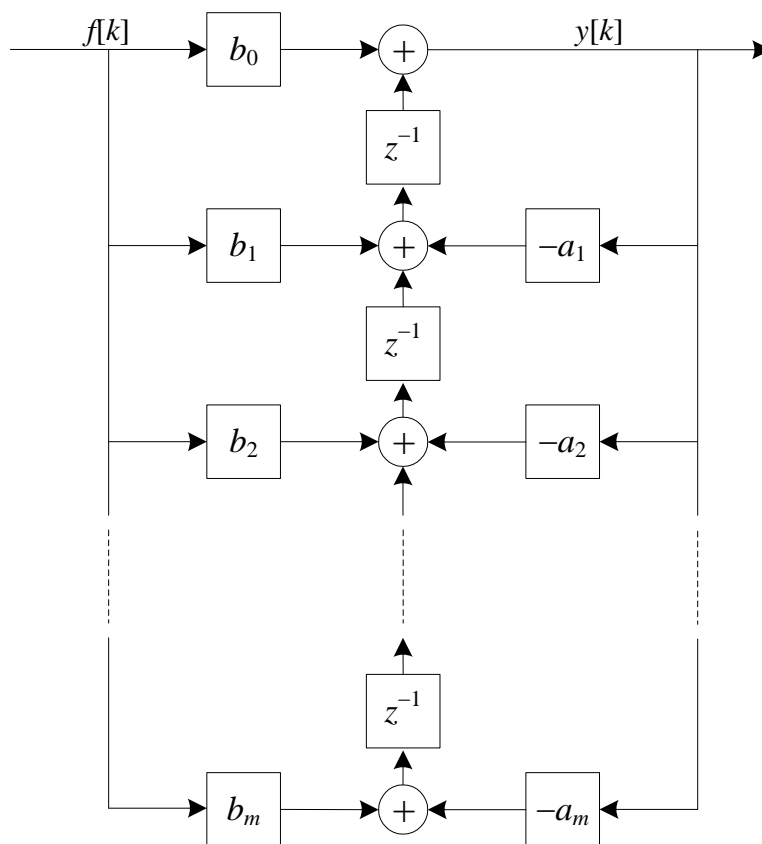 f[k] b₀ + y[k]
z⁻¹
b₁ + −a₁
z⁻¹
b₂ + −a₂
z⁻¹
bₘ + −aₘ